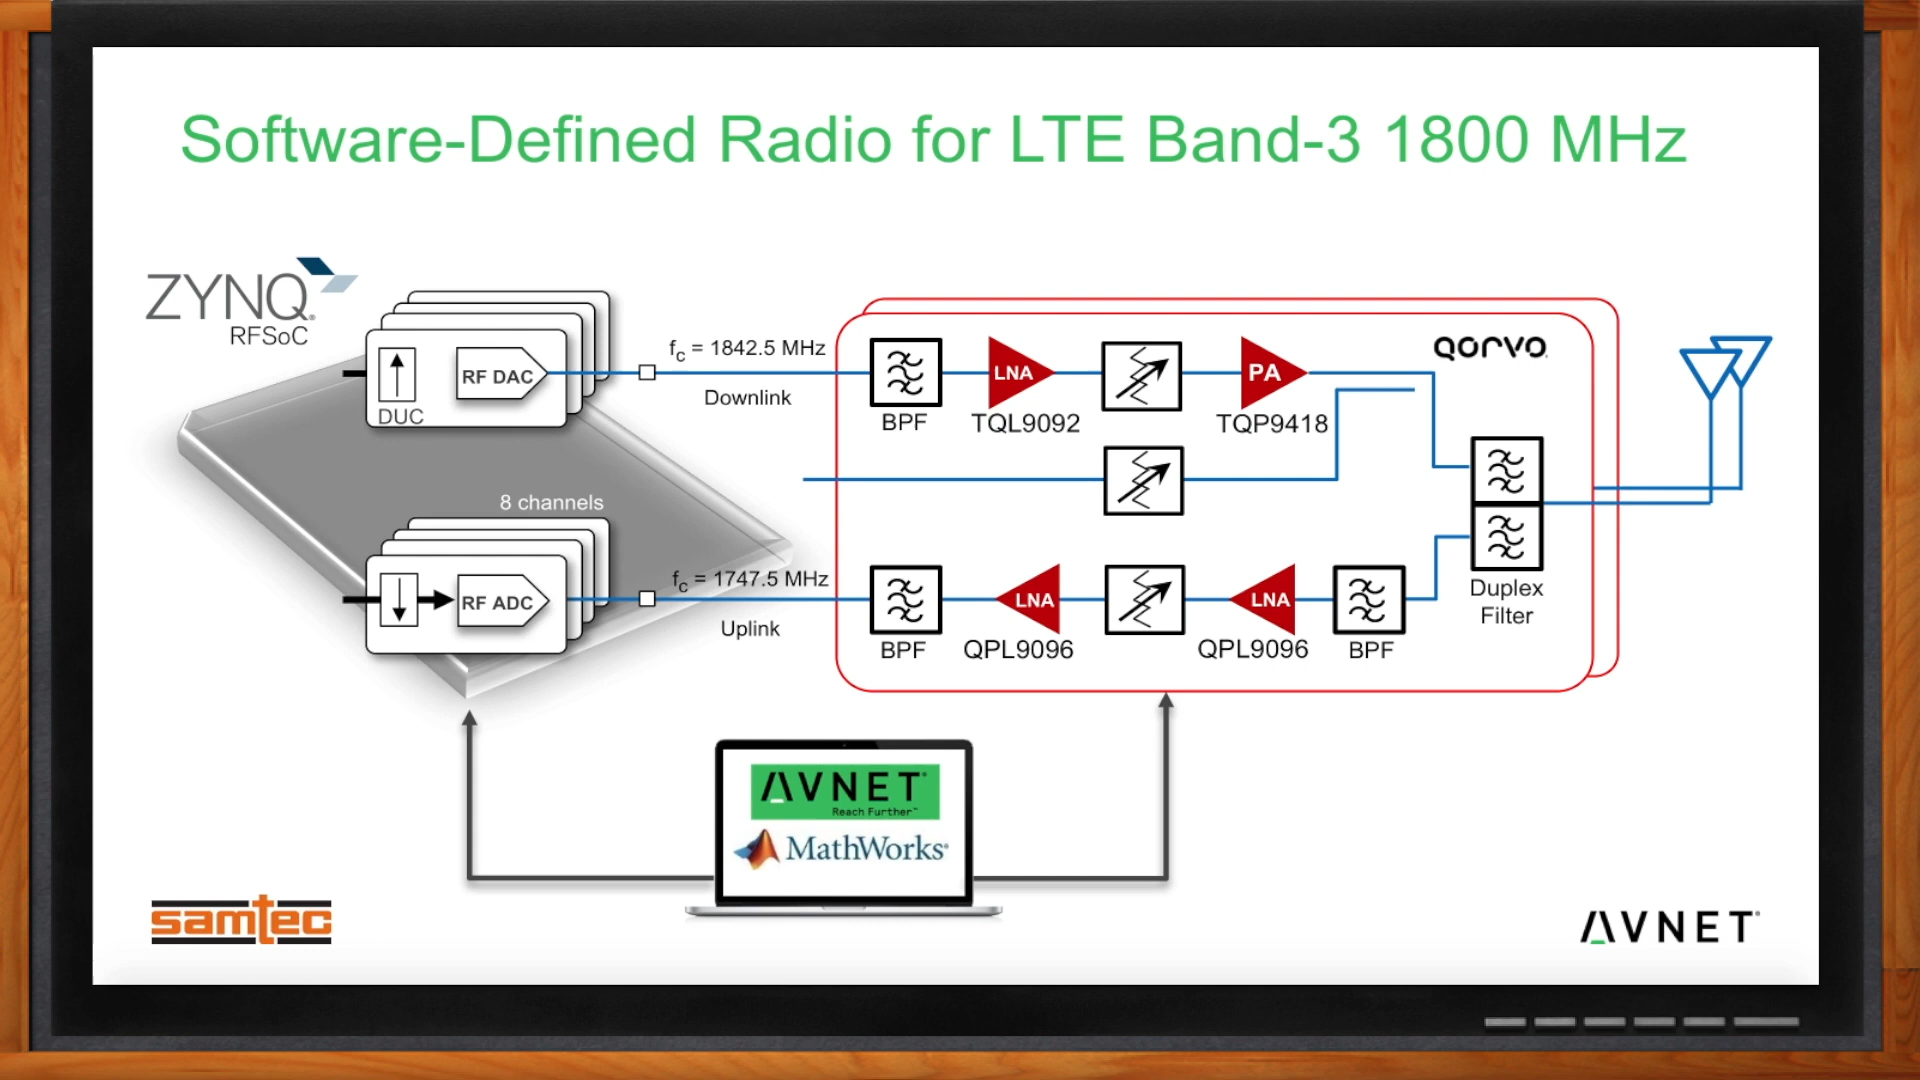 Software-Defined Radio for LTE Band-3 1800 MHz
ZYNQ
RFSoC
DUC
RF DAC
fc = 1842.5 MHz
Downlink
BPF
LNA
TQL9092
PA
TQP9418
Qorvo
8 channels
RF ADC
fc = 1747.5 MHz
Uplink
BPF
LNA
QPL9096
LNA
QPL9096
BPF
Duplex
Filter
AVNET
Reach Further™
MathWorks
samtec
AVNET